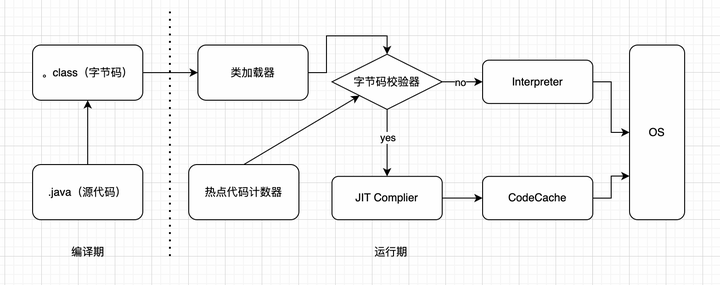 。class（字节码）
类加载器
字节码校验器
no
Interpreter
OS
yes
.java（源代码）
热点代码计数器
JIT Complier
CodeCache
编译期
运行期